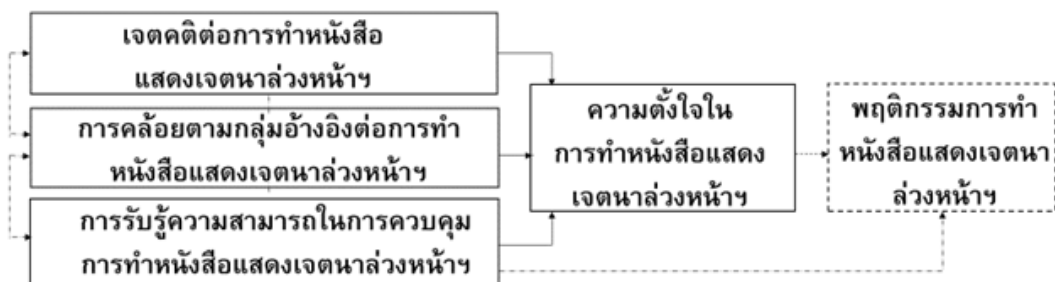 เจตคติต่อการทำหนังสือ
แสดงเจตนาล่วงหน้าฯ
การคล้อยตามกลุ่มอ้างอิงต่อการทำ
หนังสือแสดงเจตนาล่วงหน้าฯ
การรับรู้ความสามารถในการควบคุม
การทำหนังสือแสดงเจตนาล่วงหน้าฯ
ความตั้งใจใน
การทำหนังสือแสดง
เจตนาล่วงหน้าฯ
พฤติกรรมการทำ
หนังสือแสดงเจตนา
ล่วงหน้าฯ